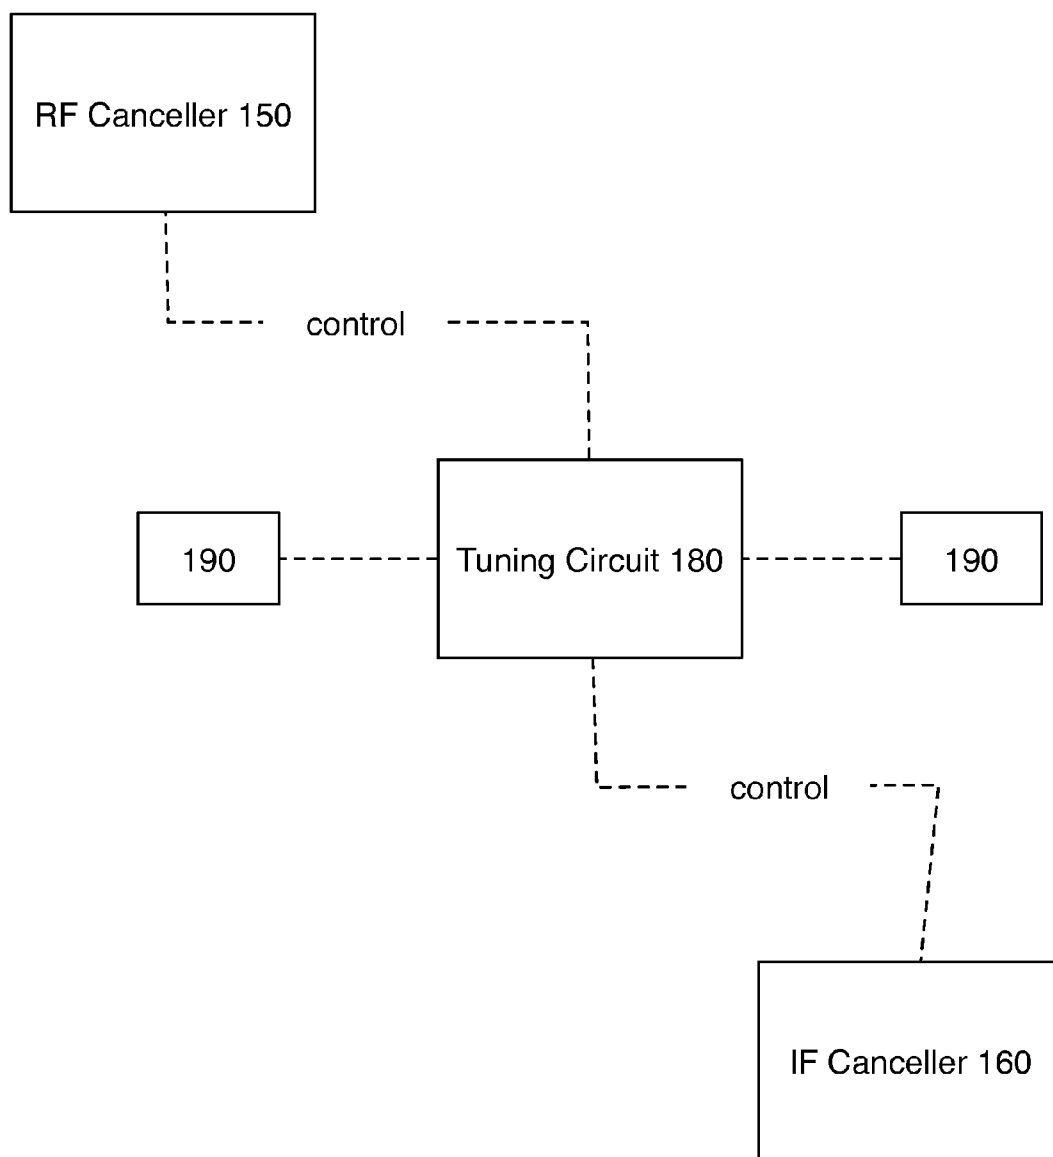 RF Canceller 150
control
190
Tuning Circuit 180
190
control
IF Canceller 160